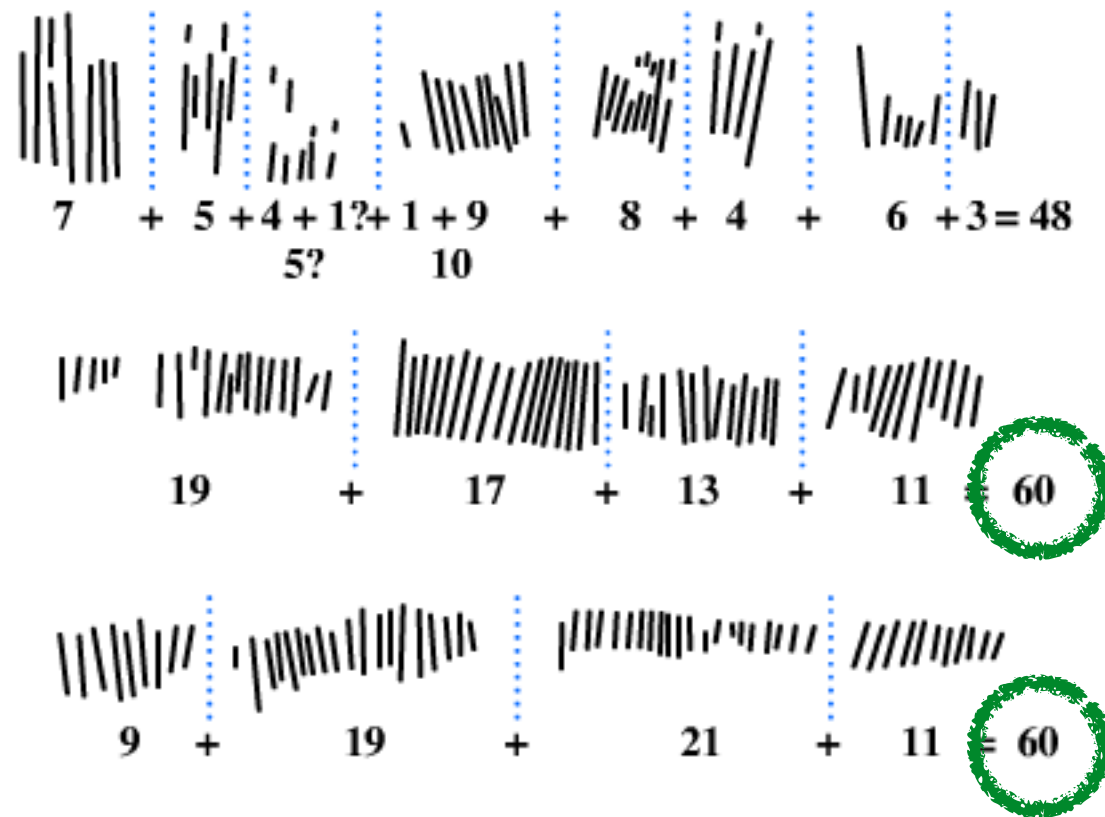 7 + 5 + 4 + 1?+ 1 + 9 + 8 + 4 + 6 + 3 = 48
5? 10
19 + 17 + 13 + 11 = 60
9 + 19 + 21 + 11 = 60